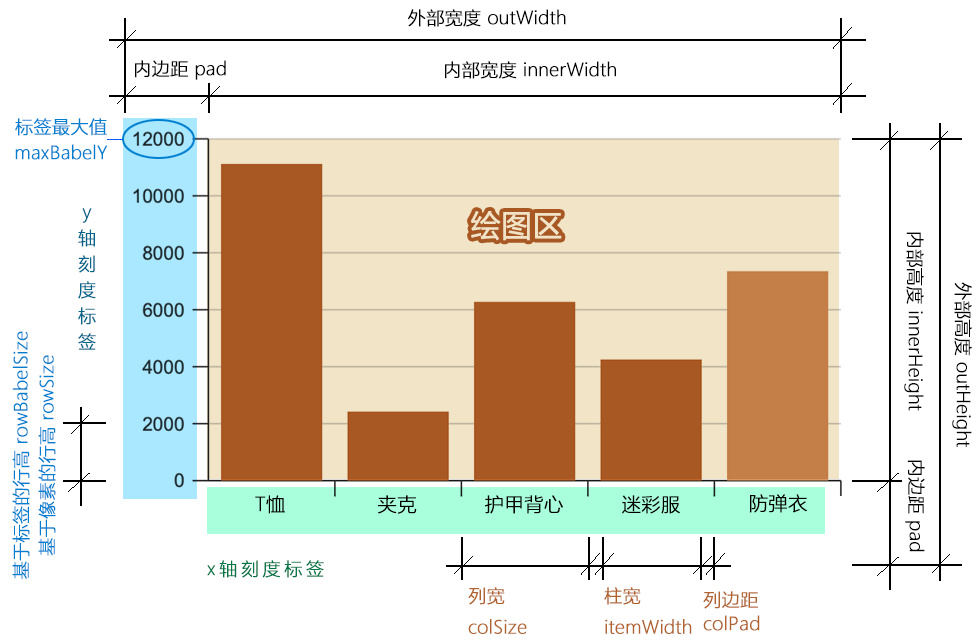 外部宽度 outWidth
内边距 pad
内部宽度 innerWidth
标签最大值
maxBabelY
12000
10000
8000
6000
4000
2000
0
y轴刻度标签
基于标签的行高 rowBabelSize
基于像素的行高 rowSize
绘图区
内部高度 innerHeight
外部高度 outHeight
内边距 pad
T恤
夹克
护甲背心
迷彩服
防弹衣
x轴刻度标签
列宽
colSize
柱宽
itemWidth
列边距
colPad